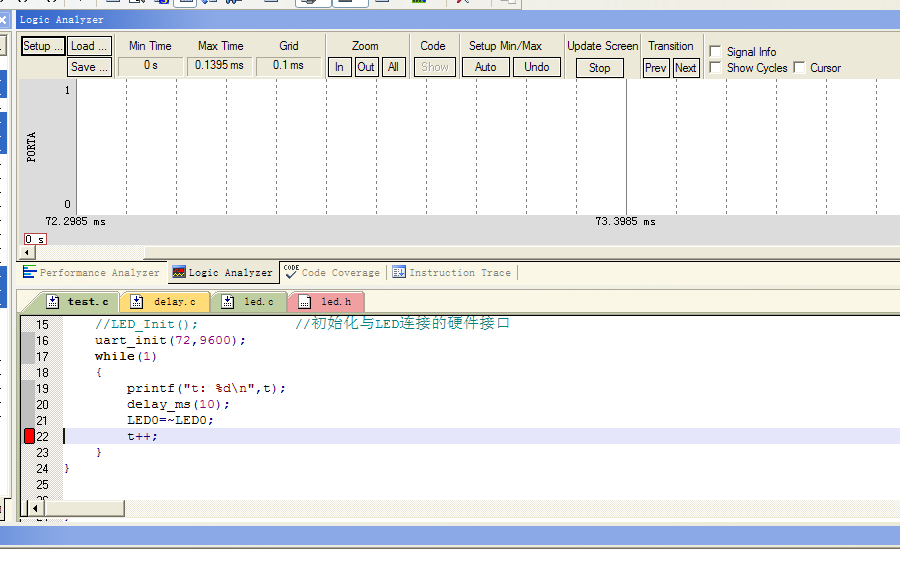 Logic Analyzer
Setup ... Load ... Min Time Max Time Grid Zoom Code Setup Min/Max Update Screen Transition Signal Info
Save ... 0 s 0.1395 ms 0.1 ms In Out All Show Auto Undo Stop Prev Next Show Cycles Cursor
1
PORTA
0
72.2985 ms 73.3985 ms
0 s
Performance Analyzer Logic Analyzer CODE Code Coverage Instruction Trace
test.c delay.c led.c led.h
15 //LED_Init(); //初始化与LED连接的硬件接口
16 uart_init(72,9600);
17 while(1)
18 {
19 printf("t: %d\n",t);
20 delay_ms(10);
21 LED0=~LED0;
22 t++;
23 }
24 }
25